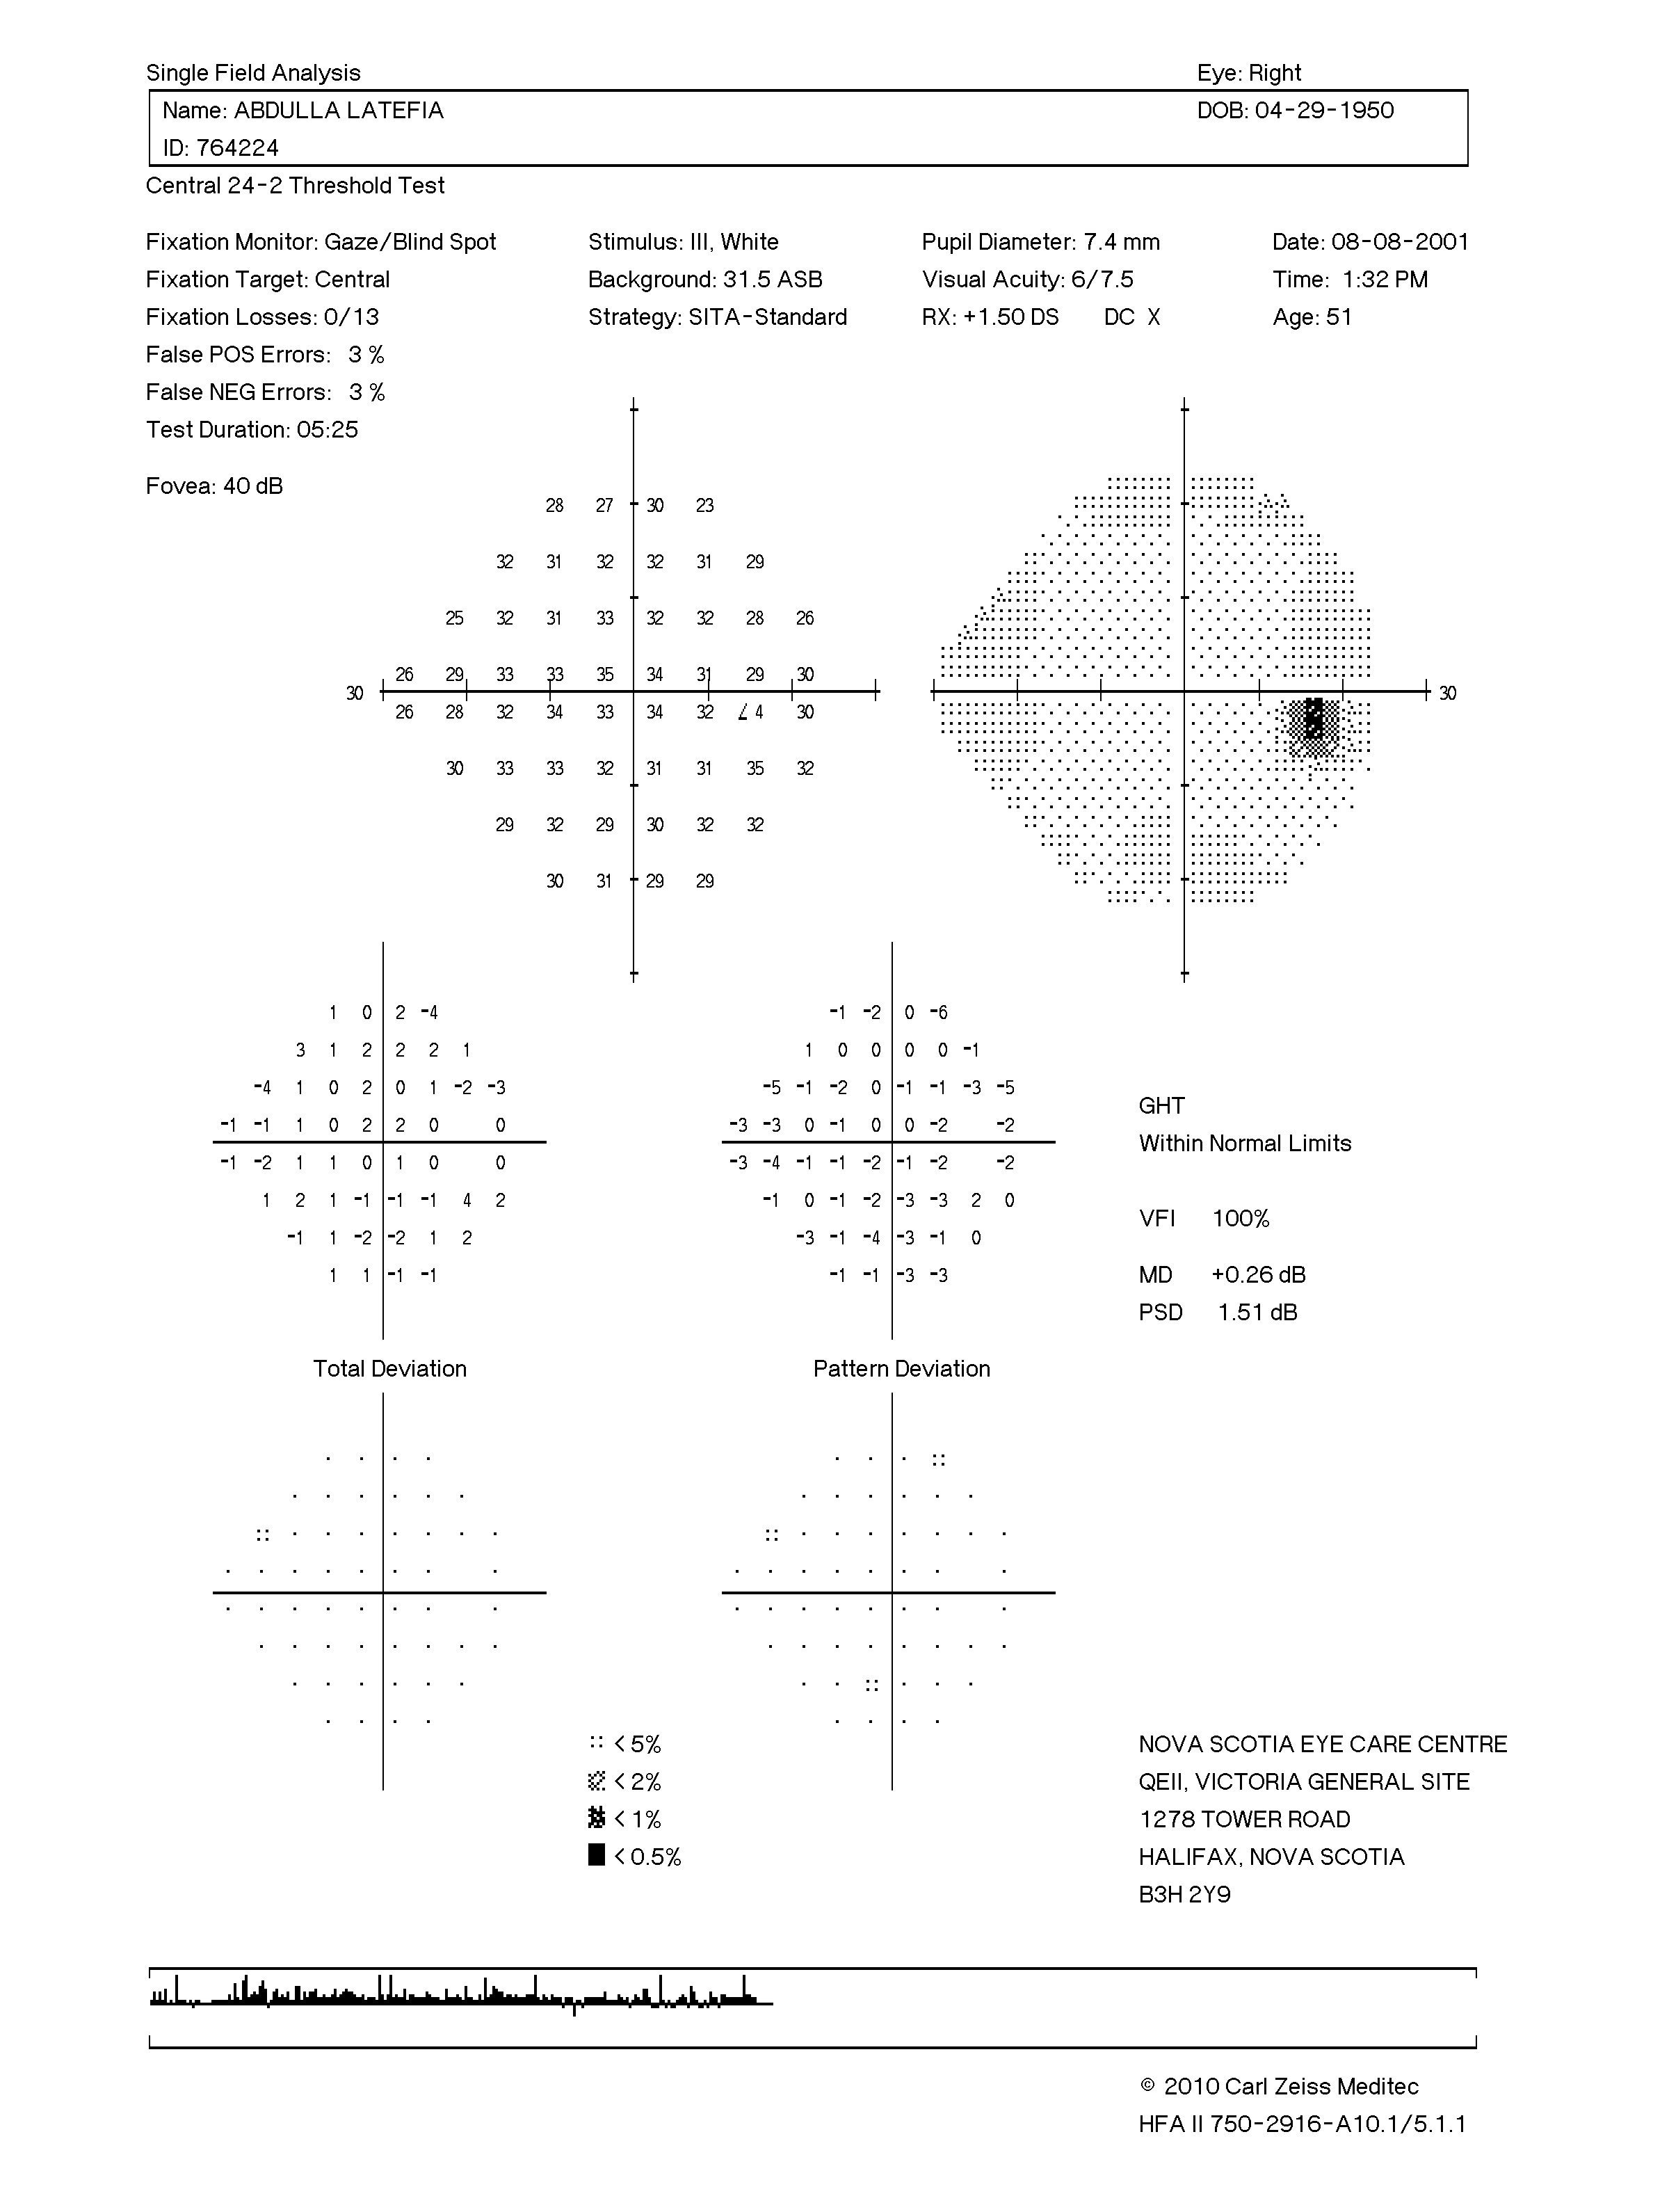 Single Field Analysis Eye: Right
Name: ABDULLA LATEFIA DOB: 04-29-1950
ID: 764224
Central 24-2 Threshold Test
Fixation Monitor: Gaze/Blind Spot Stimulus: III, White Pupil Diameter: 7.4 mm Date: 08-08-2001
Fixation Target: Central Background: 31.5 ASB Visual Acuity: 6/7.5 Time: 1:32 PM
Fixation Losses: 0/13 Strategy: SITA-Standard RX: +1.50 DS DC X Age: 51
False POS Errors: 3 %
False NEG Errors: 3 %
Test Duration: 05:25
Fovea: 40 dB
28 27 30 23
32 31 32 32 31 29
25 32 31 33 32 32 28 26
26 29 33 33 35 34 31 29 30
30 30
26 28 32 34 33 34 32 ∠ 4 30
30 33 33 32 31 31 35 32
29 32 29 30 32 32
30 31 29 29
1 0 2 -4 -1 -2 0 -6
3 1 2 2 2 1 1 0 0 0 0 -1
-4 1 0 2 0 1 -2 -3 -5 -1 -2 0 -1 -1 -3 -5
GHT
-1 -1 1 0 2 2 0 0 -3 -3 0 -1 0 0 -2 -2
Within Normal Limits
-1 -2 1 1 0 1 0 0 -3 -4 -1 -1 -2 -1 -2 -2
1 2 1 -1 -1 -1 4 2 -1 0 -1 -2 -3 -3 2 0
VFI 100%
-1 1 -2 -2 1 2 -3 -1 -4 -3 -1 0
1 1 -1 -1 -1 -1 -3 -3
MD +0.26 dB
PSD 1.51 dB
Total Deviation Pattern Deviation
< 5% NOVA SCOTIA EYE CARE CENTRE
< 2% QEII, VICTORIA GENERAL SITE
< 1% 1278 TOWER ROAD
< 0.5% HALIFAX, NOVA SCOTIA
B3H 2Y9
© 2010 Carl Zeiss Meditec
HFA II 750-2916-A10.1/5.1.1